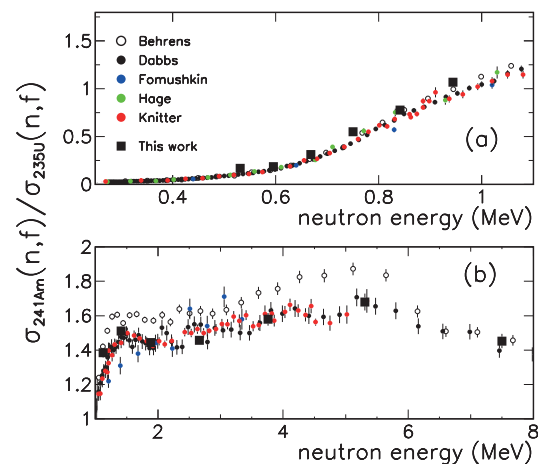 σ241Am(n,f)/σ235U(n,f)
1.5
1
0.5
0
Behrens
Dabbs
Fomushkin
Hage
Knitter
This work
(a)
0.4 0.6 0.8 1
neutron energy (MeV)
2
1.8
1.6
1.4
1.2
1
(b)
2 4 6 8
neutron energy (MeV)